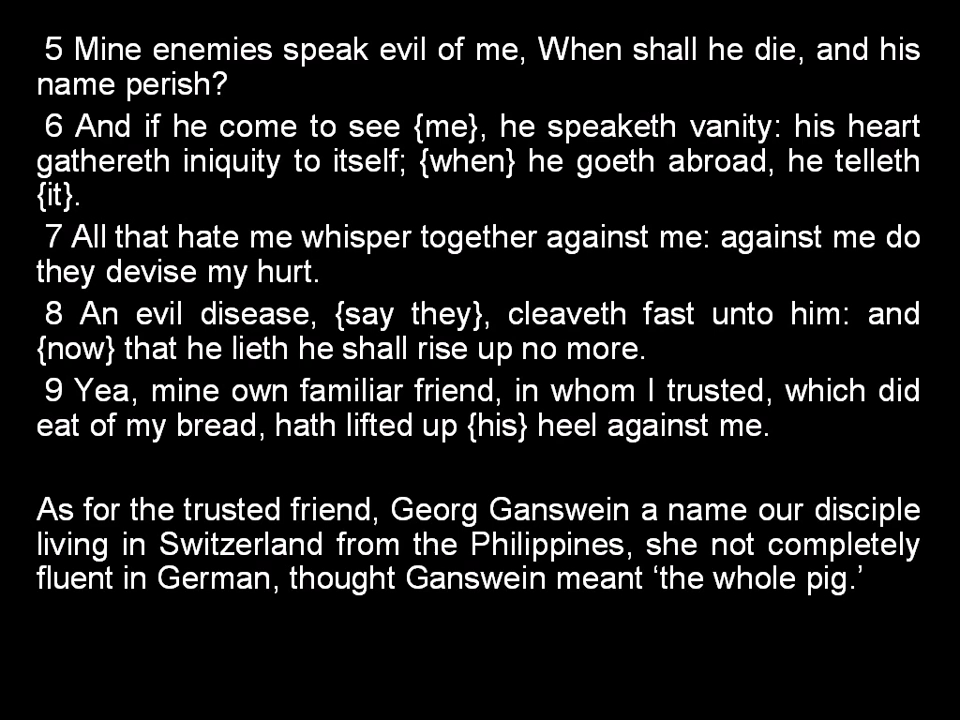 5 Mine enemies speak evil of me, When shall he die, and his
name perish?
6 And if he come to see {me}, he speaketh vanity: his heart
gathereth iniquity to itself; {when} he goeth abroad, he telleth
{it}.
7 All that hate me whisper together against me: against me do
they devise my hurt.
8 An evil disease, {say they}, cleaveth fast unto him: and
{now} that he lieth he shall rise up no more.
9 Yea, mine own familiar friend, in whom I trusted, which did
eat of my bread, hath lifted up {his} heel against me.
As for the trusted friend, Georg Ganswein a name our disciple
living in Switzerland from the Philippines, she not completely
fluent in German, thought Ganswein meant ‘the whole pig.’